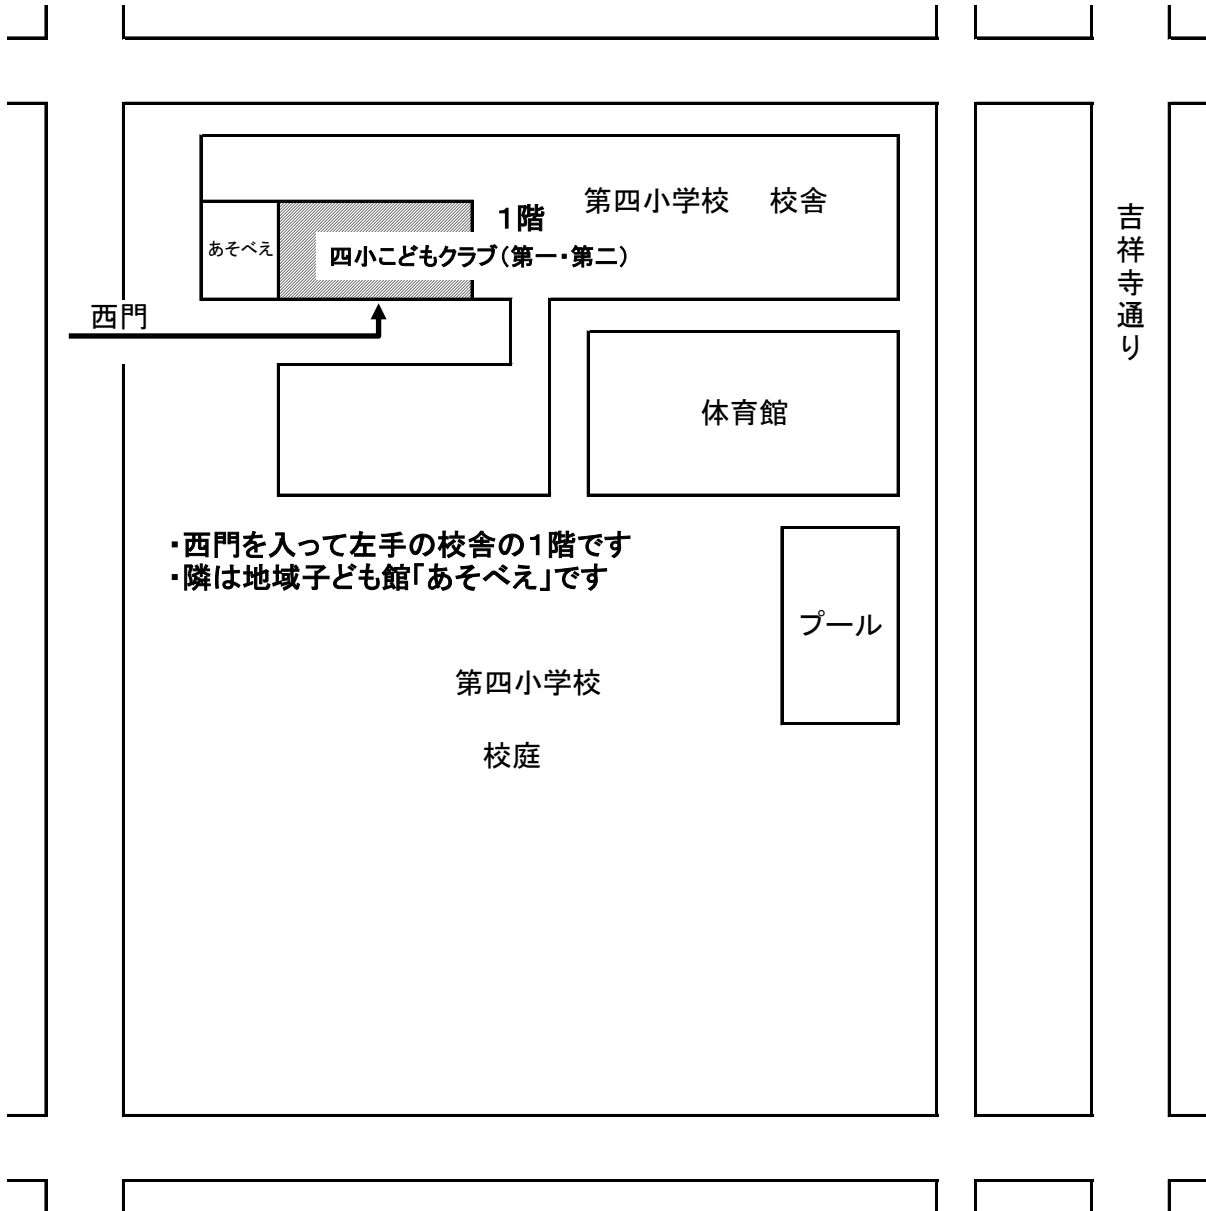 第四小学校　校舎
1階
あそべえ
四小こどもクラブ（第一・第二）
西門
吉祥寺通り
体育館
・西門を入って左手の校舎の1階です
・隣は地域子ども館「あそべえ」です
プール
第四小学校
校庭